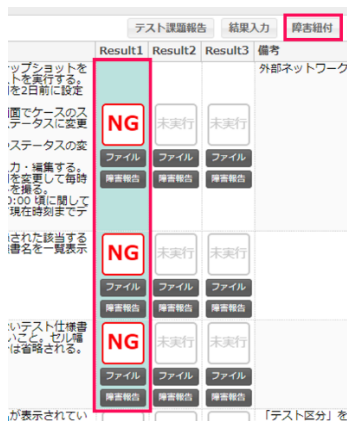 テスト課題報告 結果入力 障害紐付
Result1 Result2 Result3 備考
ップショットを
トを実行する。
を2日前に設定
外部ネットワーク
面でケースのス
テータスに変更
ステータスの変
力・編集する。
を変更して毎時
を撮る。
0:00 頃に関して
現在時刻までデ
NG 未実行 未実行
ファイル ファイル ファイル
障害報告 障害報告 障害報告
された該当する
書名を一覧表示
NG 未実行 未実行
ファイル ファイル ファイル
障害報告 障害報告 障害報告
いテスト仕様書
いこと。セル幅
は省略される。
NG 未実行 未実行
ファイル ファイル ファイル
障害報告 障害報告 障害報告
が表示されてい
「テスト区分」を